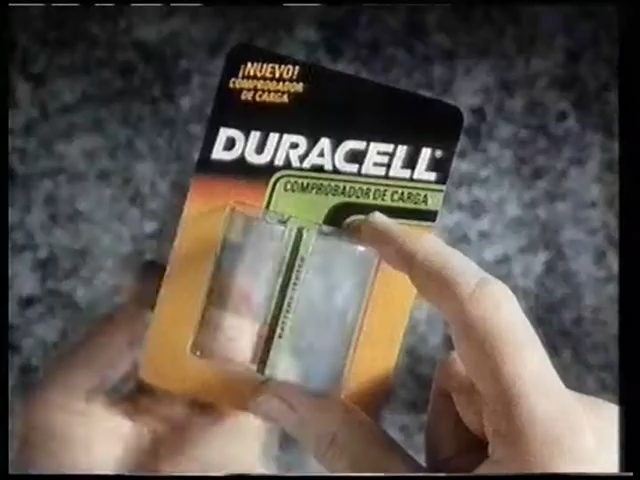 ¡NUEVO!
COMPROBADOR
DE CARGA
DURACELL®
COMPROBADOR DE CARGA